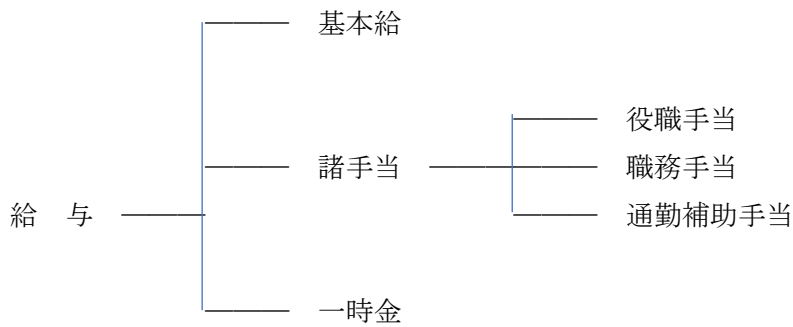 基本給
役職手当
諸手当
職務手当
給　与
通勤補助手当
一時金